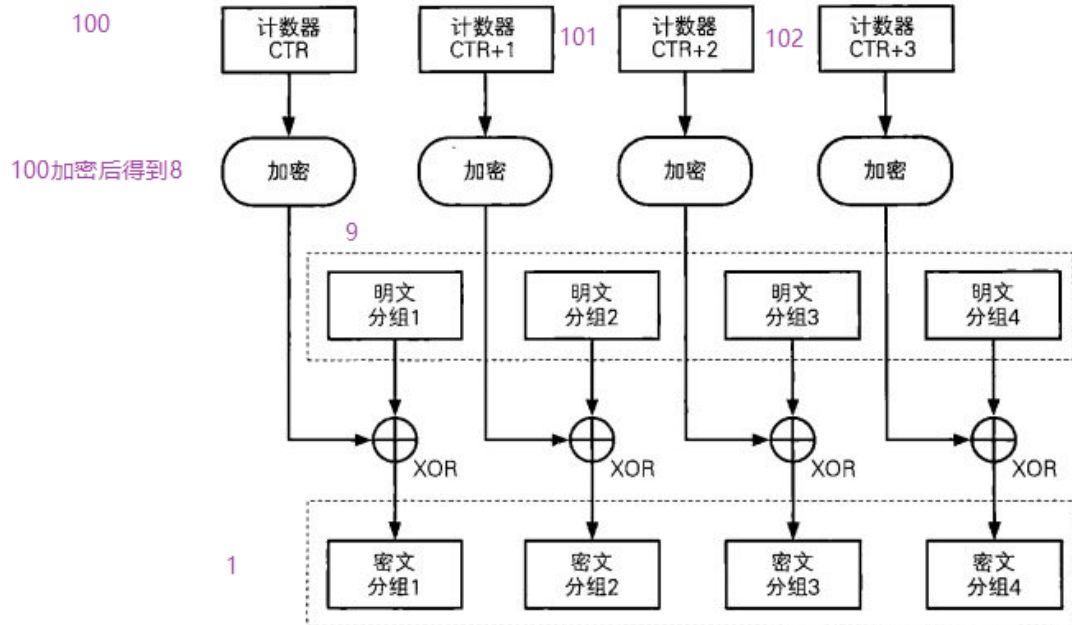 100
计数器
CTR
计数器
CTR+1
101
计数器
CTR+2
102
计数器
CTR+3
100加密后得到8
加密
加密
加密
加密
9
明文
分组1
明文
分组2
明文
分组3
明文
分组4
XOR
XOR
XOR
XOR
1
密文
分组1
密文
分组2
密文
分组3
密文
分组4